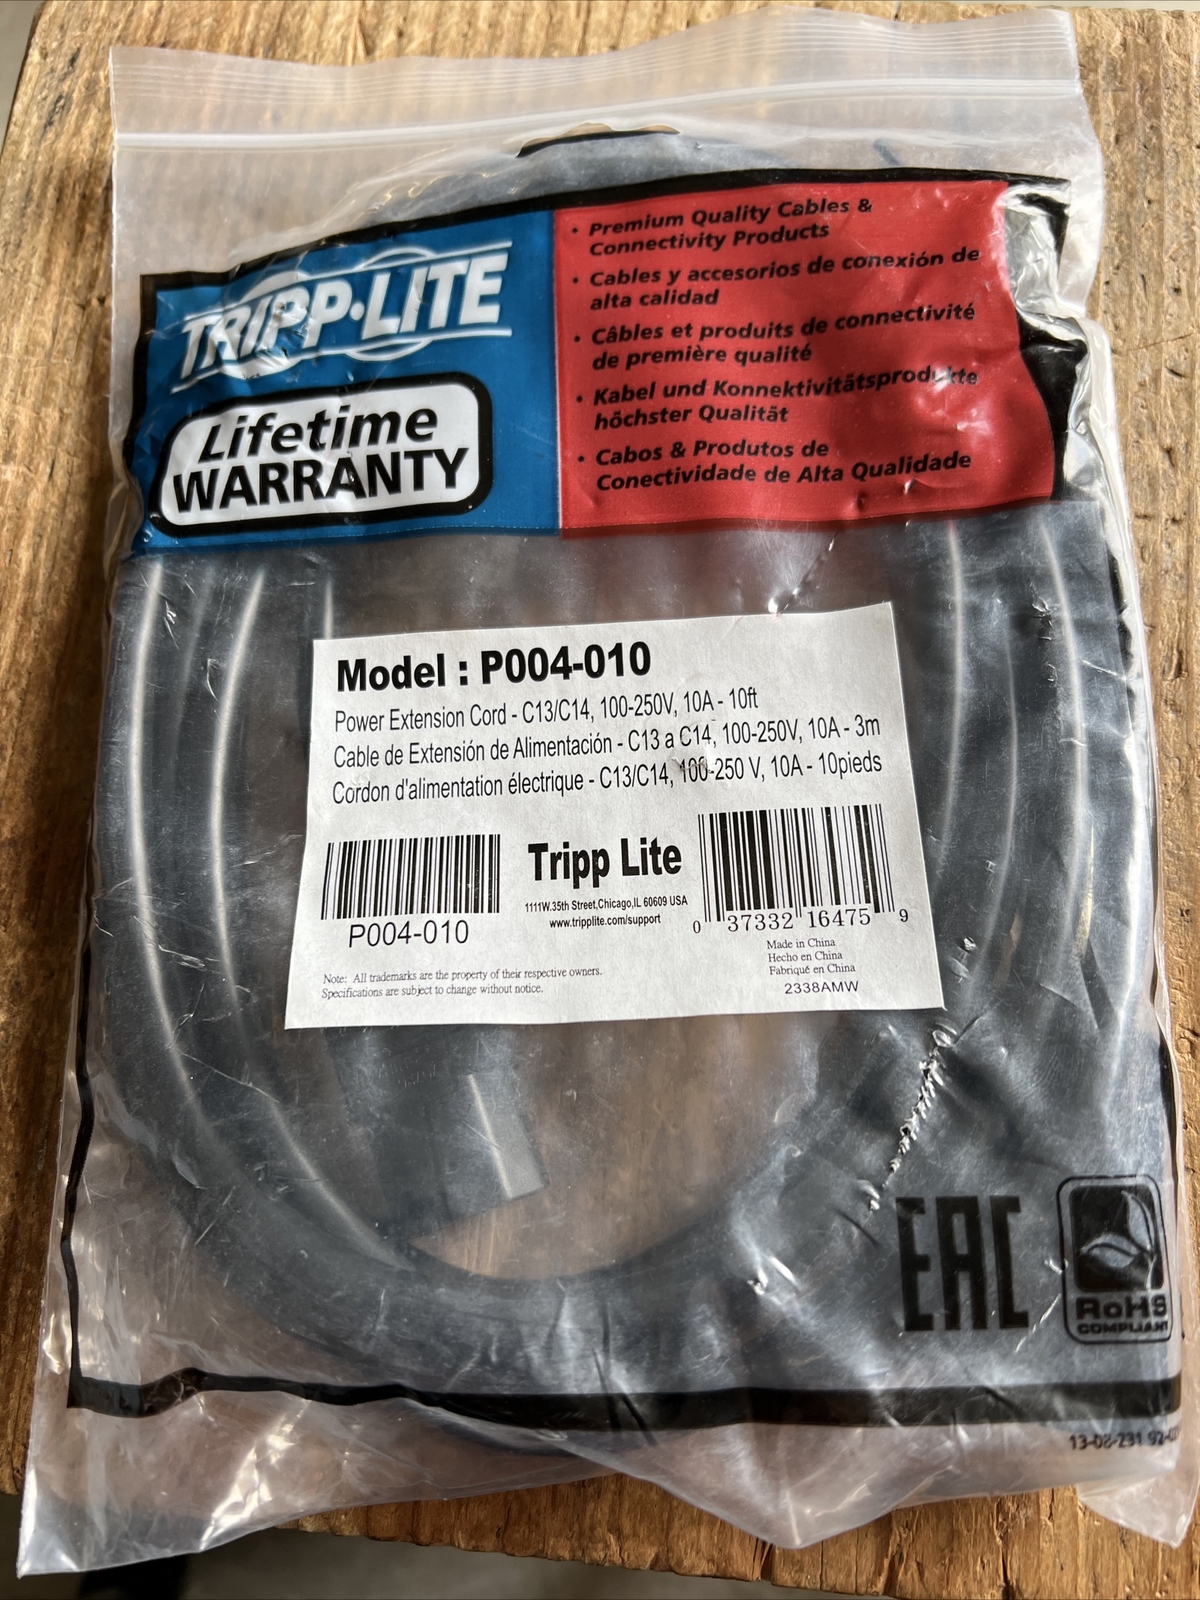 TRIPP·LITE
Lifetime
WARRANTY
• Premium Quality Cables &
Connectivity Products
• Cables y accesorios de conexión de
alta calidad
• Câbles et produits de connectivité
de première qualité
• Kabel und Konnektivitätsprodukte
höchster Qualität
• Cabos & Produtos de
Conectividade de Alta Qualidade
Model : P004-010
Power Extension Cord - C13/C14, 100-250V, 10A - 10ft
Cable de Extensión de Alimentación - C13 a C14, 100-250V, 10A - 3m
Cordon d'alimentation électrique - C13/C14, 100-250 V, 10A - 10pieds
P004-010
Tripp Lite
1111W.35th Street,Chicago,IL 60609 USA
www.tripplite.com/support
0 37332 16475 9
Made in China
Hecho en China
Fabriqué en China
2338AMW
Note: All trademarks are the property of their respective owners.
Specifications are subject to change without notice.
EAC
RoHS
COMPLIANT
13-08-231